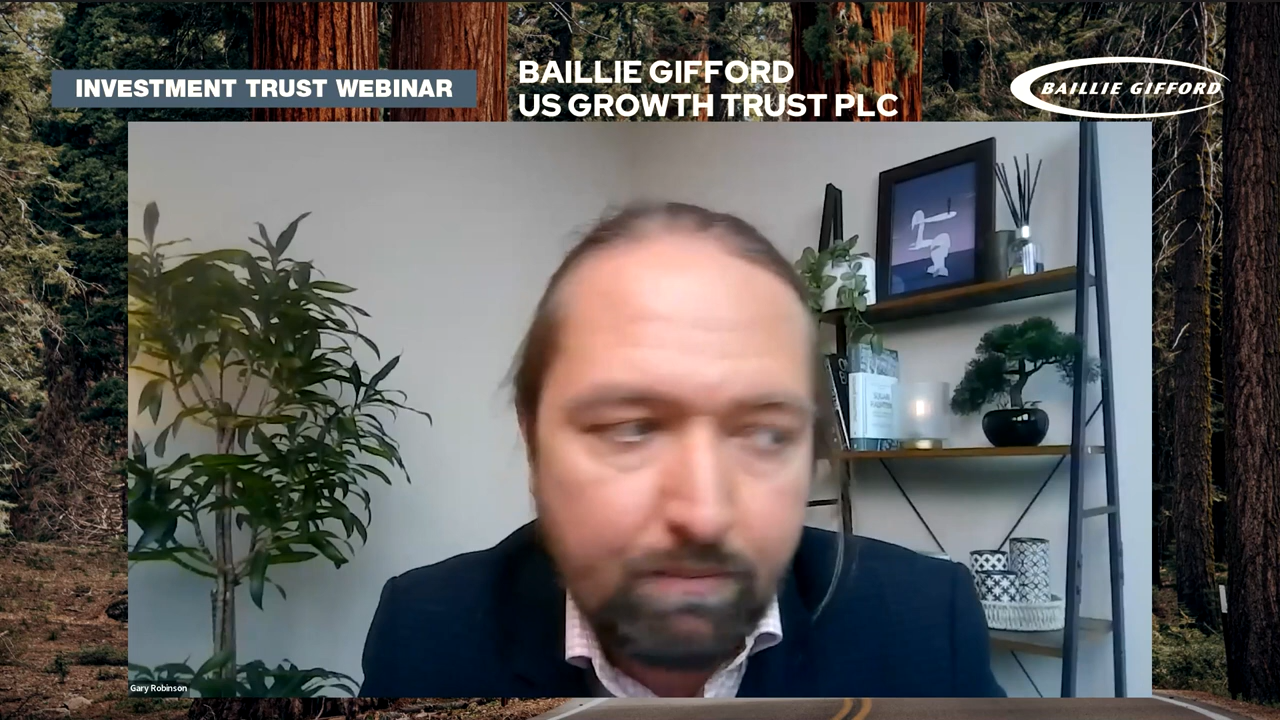 INVESTMENT TRUST WEBINAR
BAILLIE GIFFORD
US GROWTH TRUST PLC
BAILLIE GIFFORD
Gary Robinson